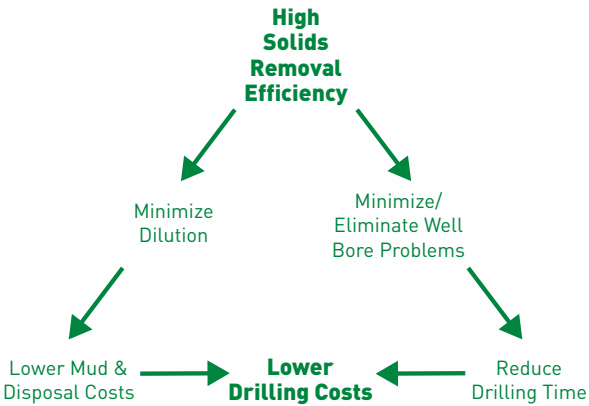 High
Solids
Removal
Efficiency
Minimize
Dilution
Minimize/
Eliminate Well
Bore Problems
Lower Mud &
Disposal Costs
Lower
Drilling Costs
Reduce
Drilling Time